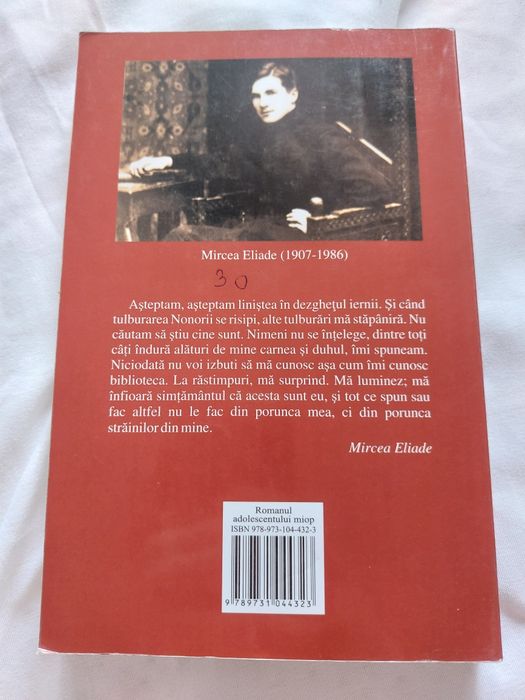 Mircea Eliade (1907-1986)
30
Așteptam, așteptam liniștea în dezghețul iernii. Și când
tulburarea Nonorii se risipi, alte tulburări mă stăpâniră. Nu
căutam să știu cine sunt. Nimeni nu se înțelege, dintre toți
câți îndură alături de mine carnea și duhul, îmi spuneam.
Niciodată nu voi izbuti să mă cunosc așa cum îmi cunosc
biblioteca. La răstimpuri, mă surprind. Mă luminez; mă
înfioară simțământul că acesta sunt eu, și tot ce spun sau
fac altfel nu le fac din porunca mea, ci din porunca
străinilor din mine.
Mircea Eliade
Romanul
adolescentului miop
ISBN 978-973-104-432-3
9 789731 044323